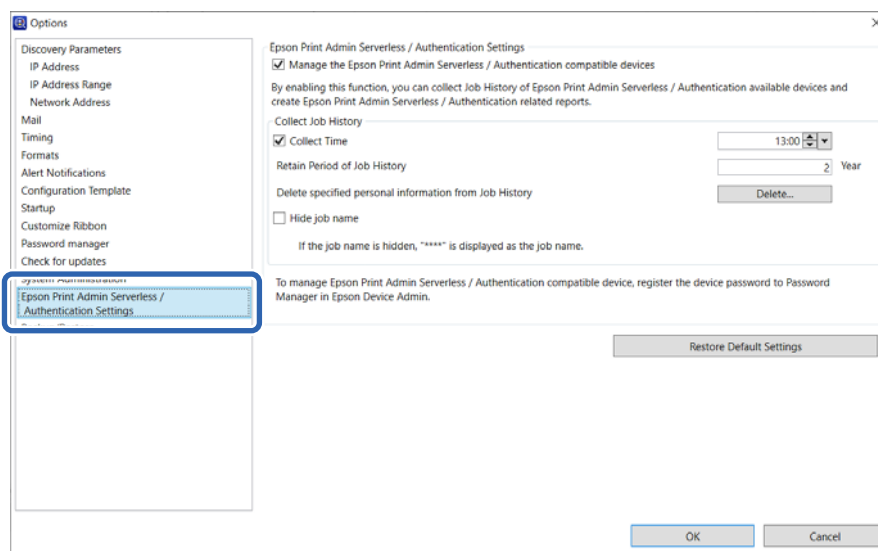 Options
Discovery Parameters
IP Address
IP Address Range
Network Address
Mail
Timing
Formats
Alert Notifications
Configuration Template
Startup
Customize Ribbon
Password manager
Check for updates
System Administration
Epson Print Admin Serverless /
Authentication Settings
Epson Print Admin Serverless / Authentication Settings
Manage the Epson Print Admin Serverless / Authentication compatible devices
By enabling this function, you can collect Job History of Epson Print Admin Serverless / Authentication available devices and
create Epson Print Admin Serverless / Authentication related reports.
Collect Job History
Collect Time 13:00
Retain Period of Job History 2 Year
Delete specified personal information from Job History Delete...
Hide job name
If the job name is hidden, "****" is displayed as the job name.
To manage Epson Print Admin Serverless / Authentication compatible device, register the device password to Password
Manager in Epson Device Admin.
Restore Default Settings
OK Cancel